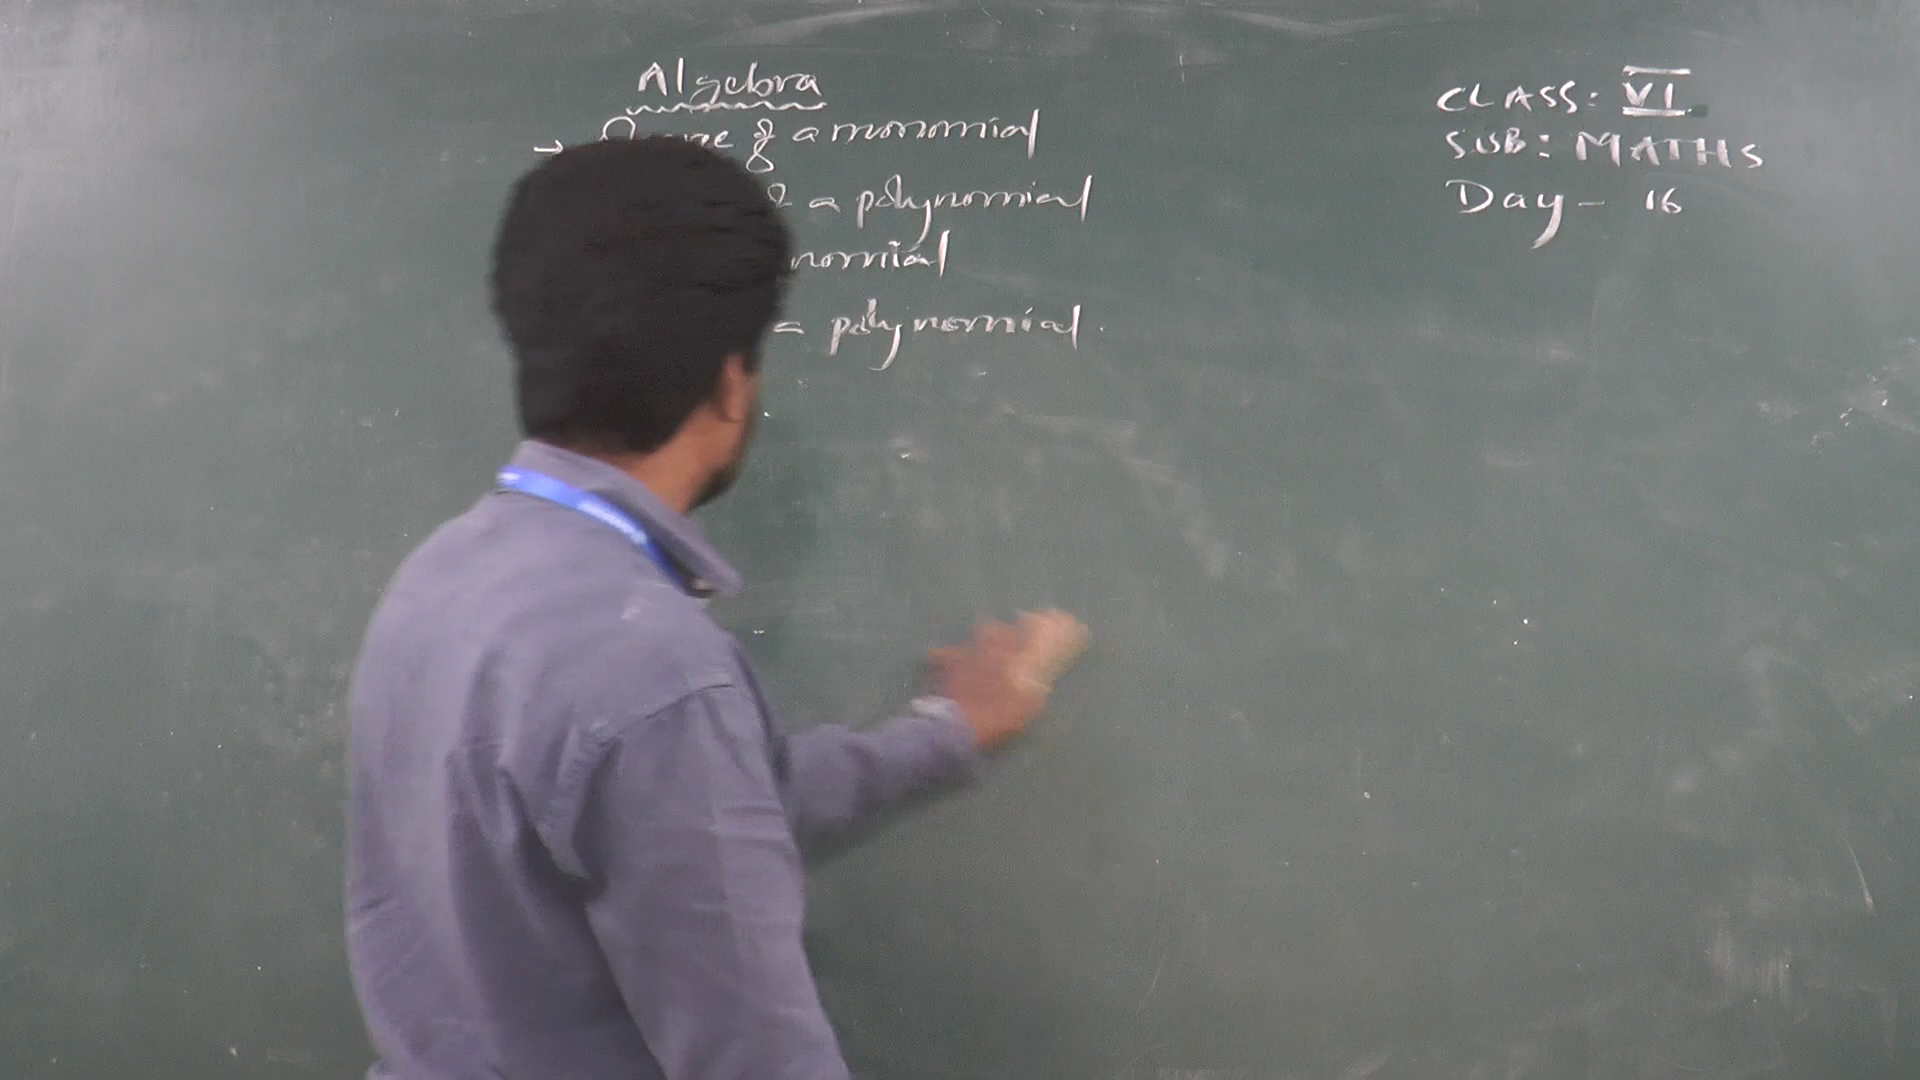 Algebra
→ of a monomial
a polynomial
nomial
a polynomial.
CLASS: VI
SUB: MATHS
Day - 16